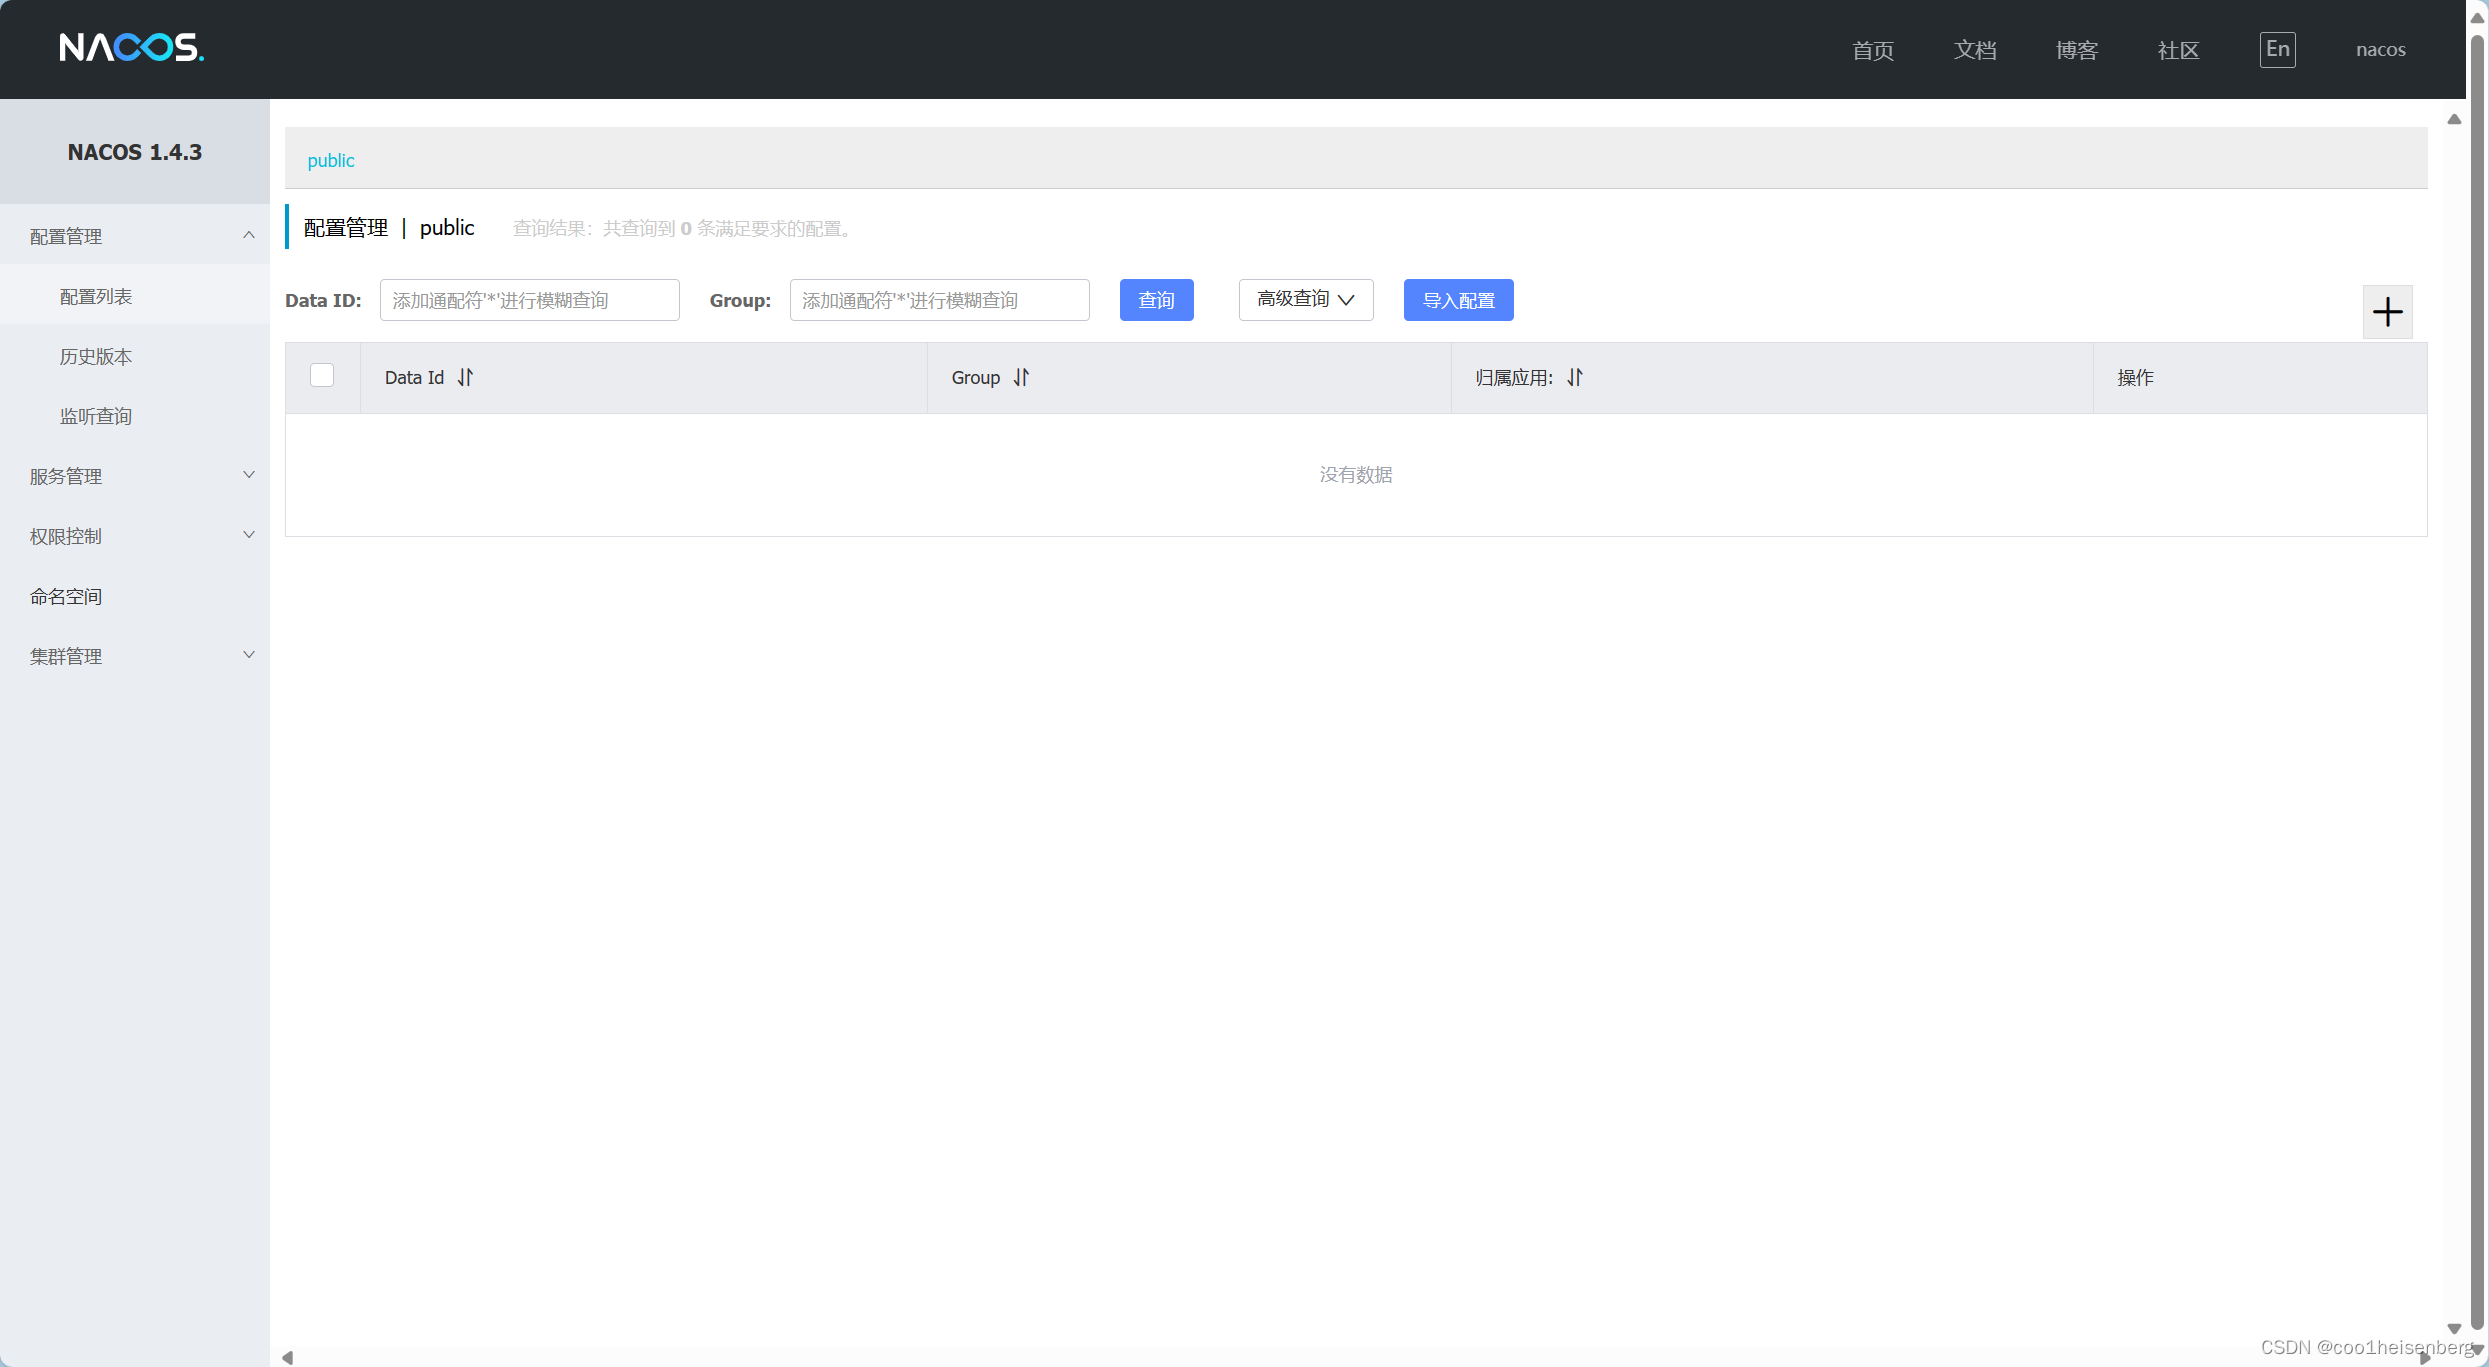 NACOS.
首页 文档 博客 社区 En nacos
NACOS 1.4.3
配置管理
配置列表
历史版本
监听查询
服务管理
权限控制
命名空间
集群管理
public
配置管理 | public 查询结果：共查询到 0 条满足要求的配置。
Data ID: 添加通配符'*'进行模糊查询 Group: 添加通配符'*'进行模糊查询 查询 高级查询 导入配置
Data Id Group 归属应用: 操作
没有数据
CSDN @coo1heisenberg